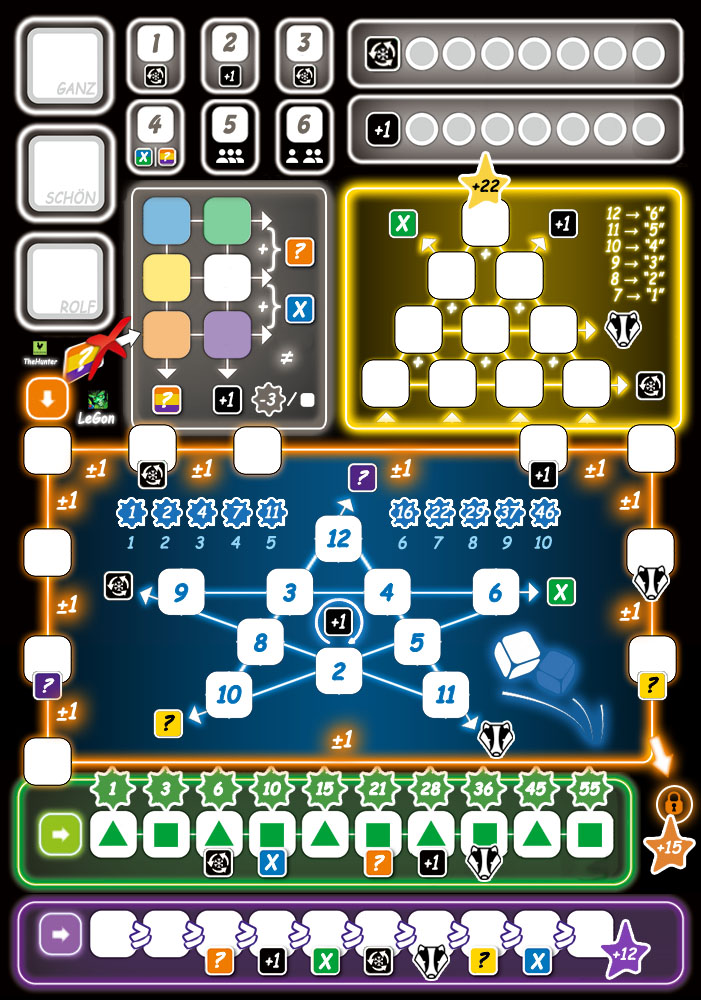 GANZ
1 2 3
+1
SCHÖN
4 5 6
X ?
+1
ROLF
+22
X +1
12 → "6"
11 → "5"
10 → "4"
9 → "3"
8 → "2"
7 → "1"
+ ?
+ X
≠
? +1 -3 /
+
+ +
+ + +
TheHunter
?
LeGon
±1 ±1 ±1 ±1
+1
±1 ±1
?
1 2 4 7 11 16 22 29 37 46
1 2 3 4 5 6 7 8 9 10
12
9 3 4 6 X
±1 ±1
+1
8 5
2
? ?
10 11
?
±1
±1
1 3 6 10 15 21 28 36 45 55
X ? +1
+15
? +1 X ? X
+12